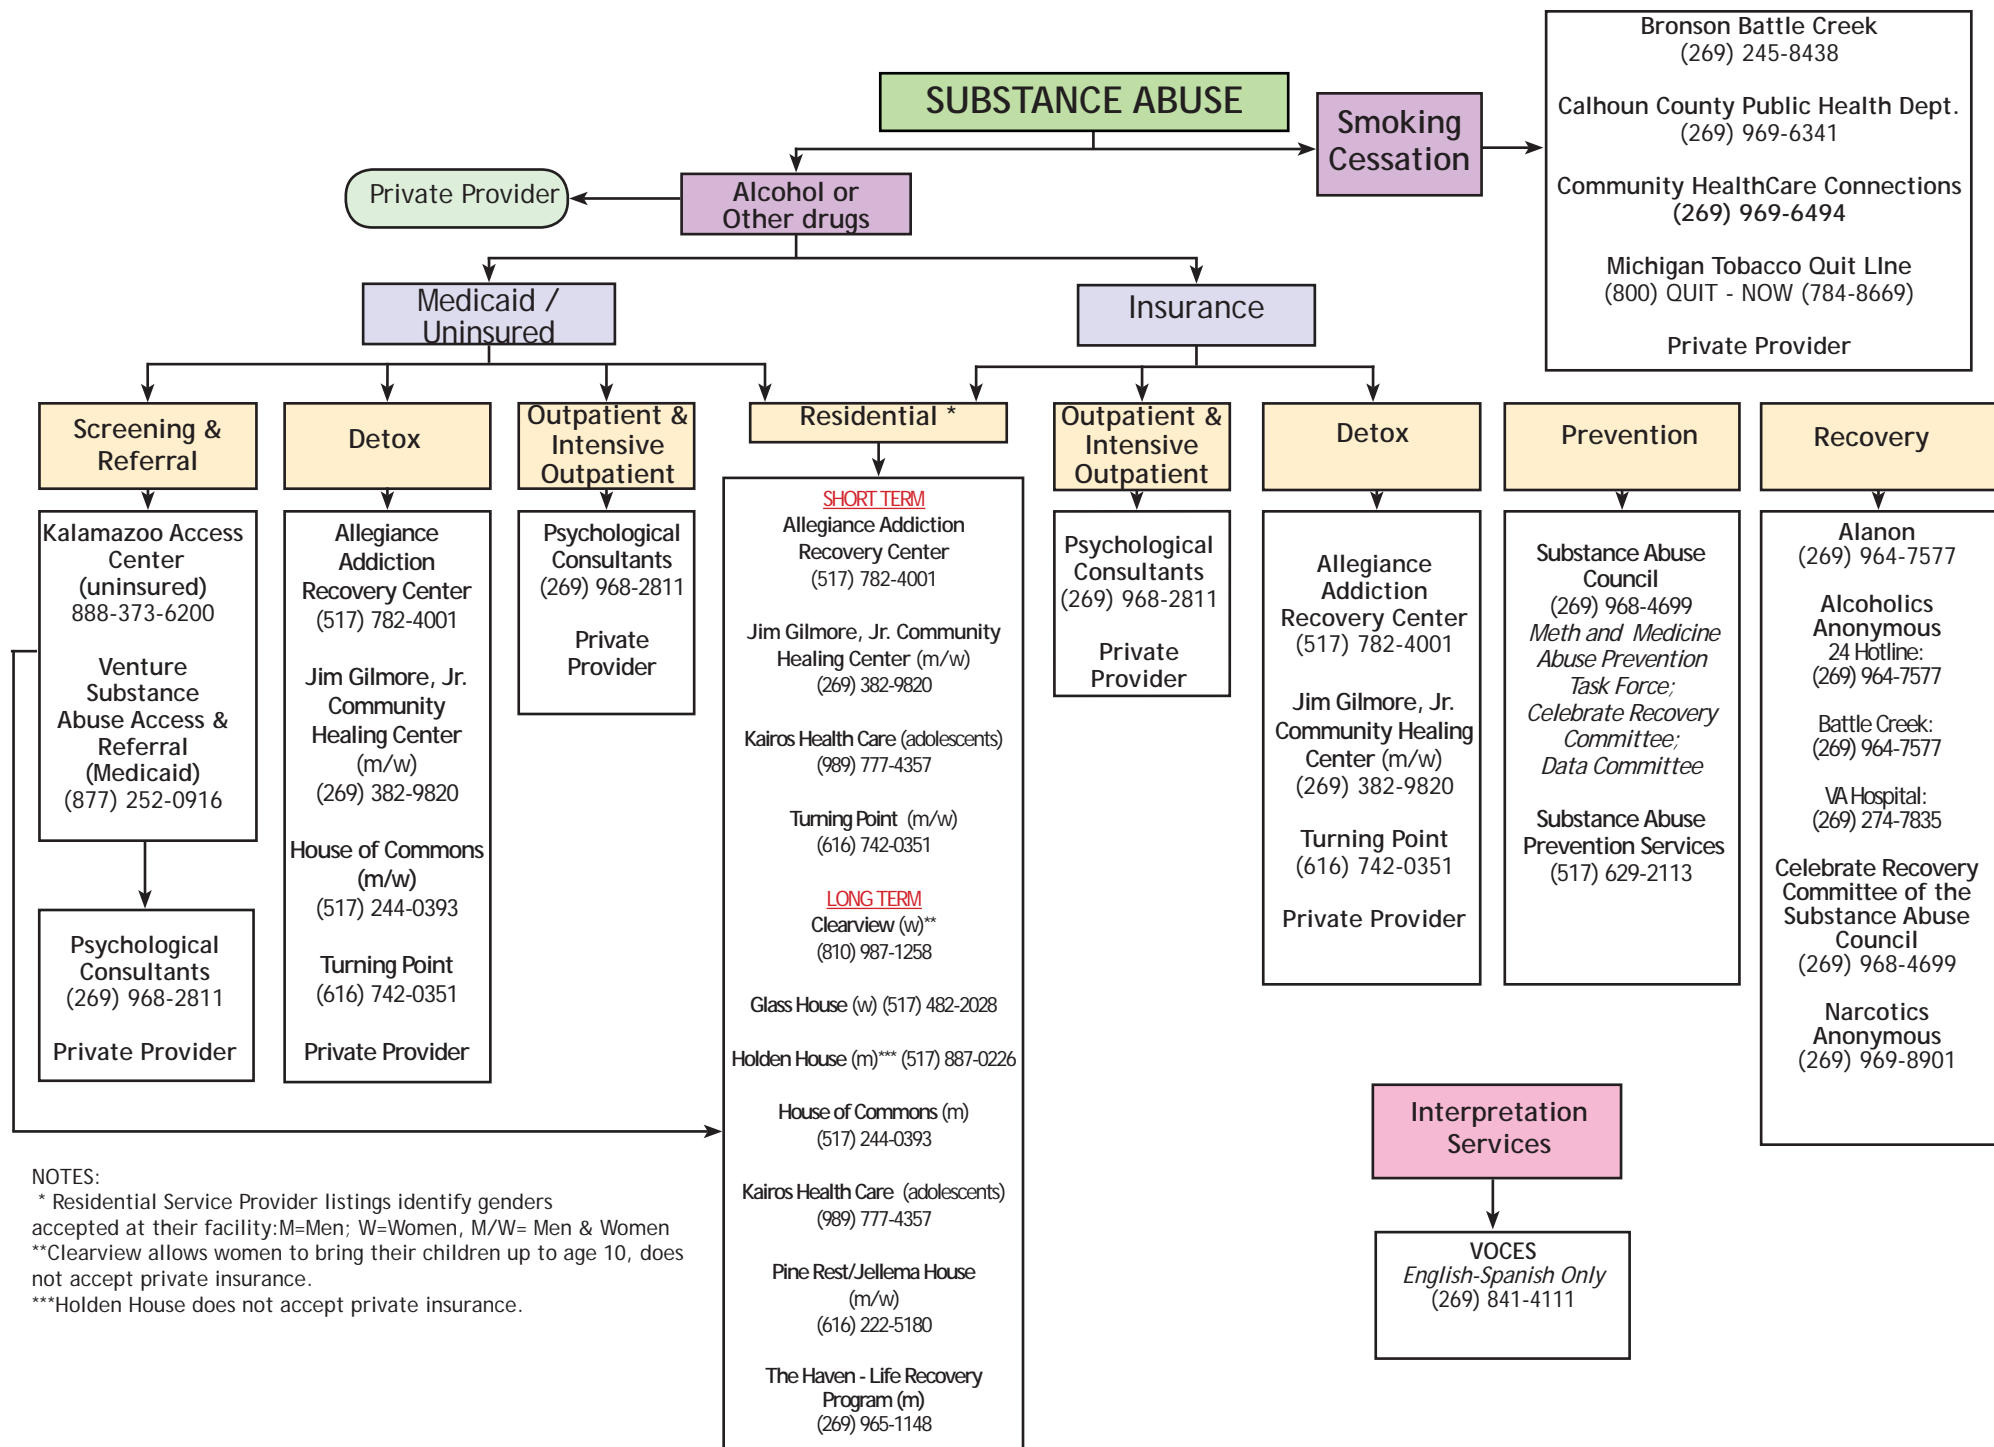 SUBSTANCE ABUSE
Smoking
Cessation
Bronson Battle Creek
(269) 245-8438
Calhoun County Public Health Dept.
(269) 969-6341
Community HealthCare Connections
(269) 969-6494
Michigan Tobacco Quit LIne
(800) QUIT - NOW (784-8669)
Private Provider
Private Provider
Alcohol or
Other drugs
Medicaid /
Uninsured
Insurance
Screening &
Referral
Kalamazoo Access
Center
(uninsured)
888-373-6200
Venture
Substance
Abuse Access &
Referral
(Medicaid)
(877) 252-0916
Psychological
Consultants
(269) 968-2811
Private Provider
Detox
Allegiance
Addiction
Recovery Center
(517) 782-4001
Jim Gilmore, Jr.
Community
Healing Center
(m/w)
(269) 382-9820
House of Commons
(m/w)
(517) 244-0393
Turning Point
(616) 742-0351
Private Provider
Outpatient &
Intensive
Outpatient
Psychological
Consultants
(269) 968-2811
Private
Provider
Residential *
SHORT TERM
Allegiance Addiction
Recovery Center
(517) 782-4001
Jim Gilmore, Jr. Community
Healing Center (m/w)
(269) 382-9820
Kairos Health Care (adolescents)
(989) 777-4357
Turning Point (m/w)
(616) 742-0351
LONG TERM
Clearview (w)**
(810) 987-1258
Glass House (w) (517) 482-2028
Holden House (m)*** (517) 887-0226
House of Commons (m)
(517) 244-0393
Kairos Health Care (adolescents)
(989) 777-4357
Pine Rest/Jellema House
(m/w)
(616) 222-5180
The Haven - Life Recovery
Program (m)
(269) 965-1148
Outpatient &
Intensive
Outpatient
Psychological
Consultants
(269) 968-2811
Private
Provider
Detox
Allegiance
Addiction
Recovery Center
(517) 782-4001
Jim Gilmore, Jr.
Community Healing
Center (m/w)
(269) 382-9820
Turning Point
(616) 742-0351
Private Provider
Prevention
Substance Abuse
Council
(269) 968-4699
Meth and Medicine
Abuse Prevention
Task Force;
Celebrate Recovery
Committee;
Data Committee
Substance Abuse
Prevention Services
(517) 629-2113
Recovery
Alanon
(269) 964-7577
Alcoholics
Anonymous
24 Hotline:
(269) 964-7577
Battle Creek:
(269) 964-7577
VA Hospital:
(269) 274-7835
Celebrate Recovery
Committee of the
Substance Abuse
Council
(269) 968-4699
Narcotics
Anonymous
(269) 969-8901
Interpretation
Services
VOCES
English-Spanish Only
(269) 841-4111
NOTES:
* Residential Service Provider listings identify genders
accepted at their facility:M=Men; W=Women, M/W= Men & Women
**Clearview allows women to bring their children up to age 10, does
not accept private insurance.
***Holden House does not accept private insurance.